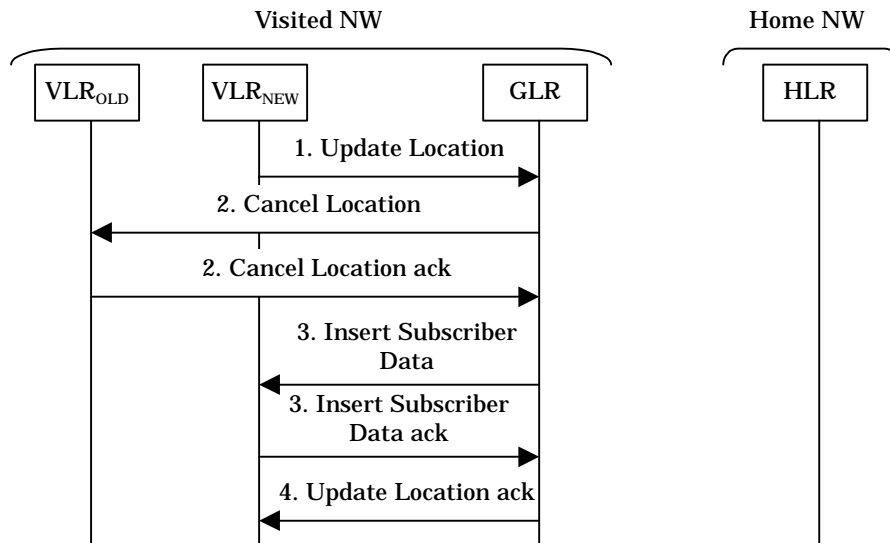 Visited NW
Home NW
VLR_OLD
VLR_NEW
GLR
HLR
1. Update Location
2. Cancel Location
2. Cancel Location ack
3. Insert Subscriber
Data
3. Insert Subscriber
Data ack
4. Update Location ack